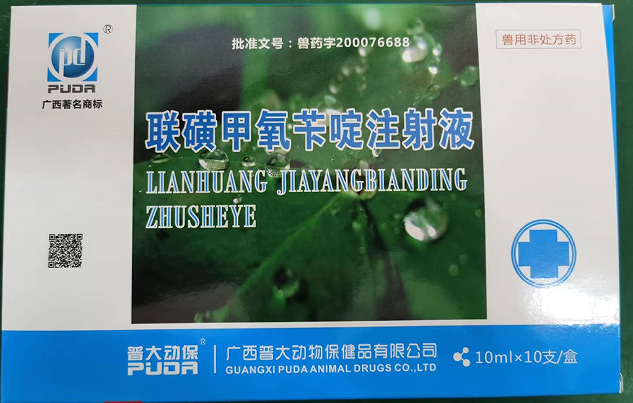 批准文号：兽药字200076688
兽用非处方药
pd
®
PUDA
广西著名商标
联磺甲氧苄啶注射液
LIANHUANG JIAYANGBIANDING
ZHUSHEYE
普大动保®
PUDA
广西普大动物保健品有限公司
GUANGXI PUDA ANIMAL DRUGS CO.,LTD
10ml×10支/盒